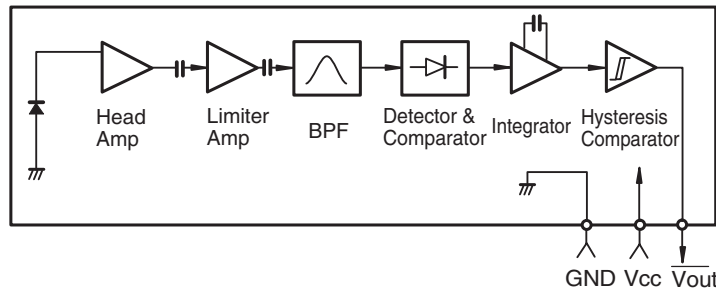 Head
Amp
Limiter
Amp
BPF
Detector &
Comparator
Integrator
Hysteresis
Comparator
GND
Vcc
Vout